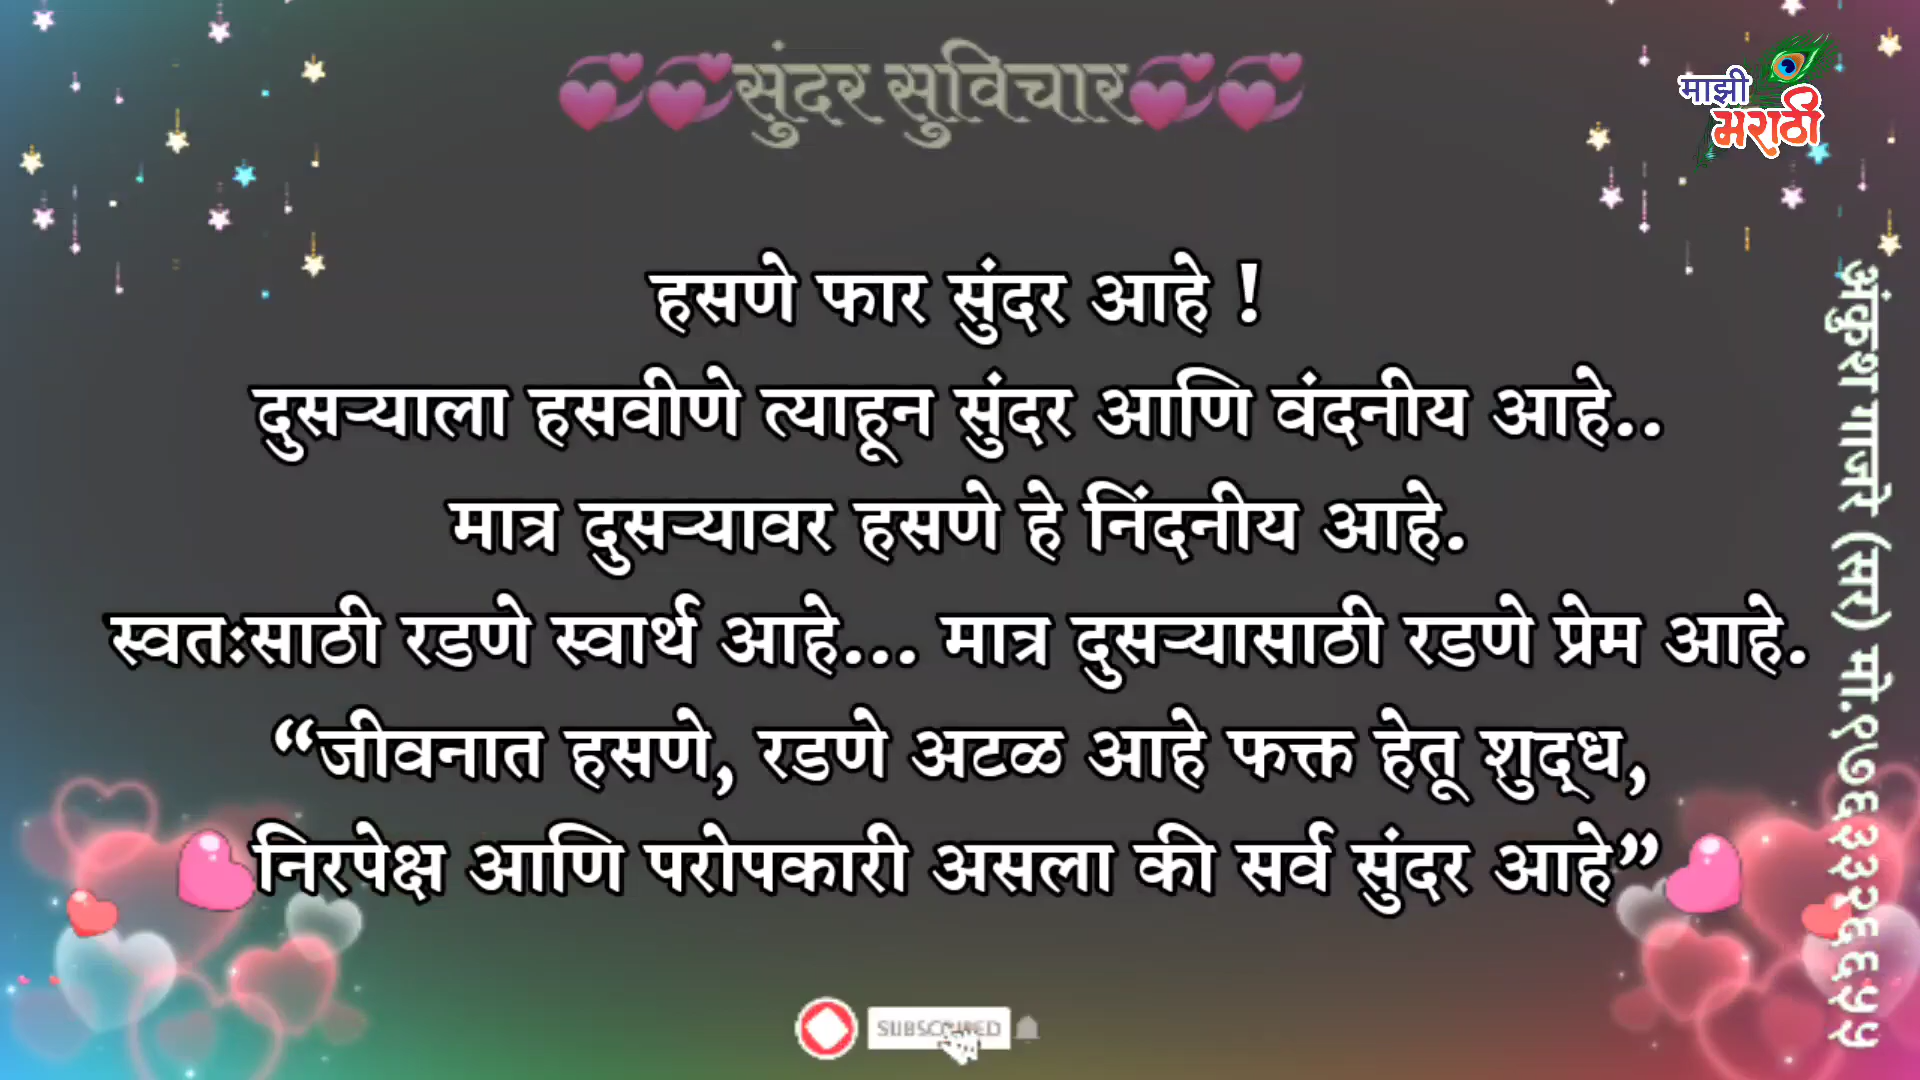 💞💞सुंदर सुविचार💞💞
माझी
मराठी
हसणे फार सुंदर आहे !
दुसऱ्याला हसवीणे त्याहून सुंदर आणि वंदनीय आहे..
मात्र दुसऱ्यावर हसणे हे निंदनीय आहे.
स्वतःसाठी रडणे स्वार्थ आहे... मात्र दुसऱ्यासाठी रडणे प्रेम आहे.
“जीवनात हसणे, रडणे अटळ आहे फक्त हेतू शुद्‌ध,
निरपेक्ष आणि परोपकारी असला की सर्व सुंदर आहे”
अंकुश गाजरे (सर) मो.९७६३३२६६५५
SUBSCRIBED